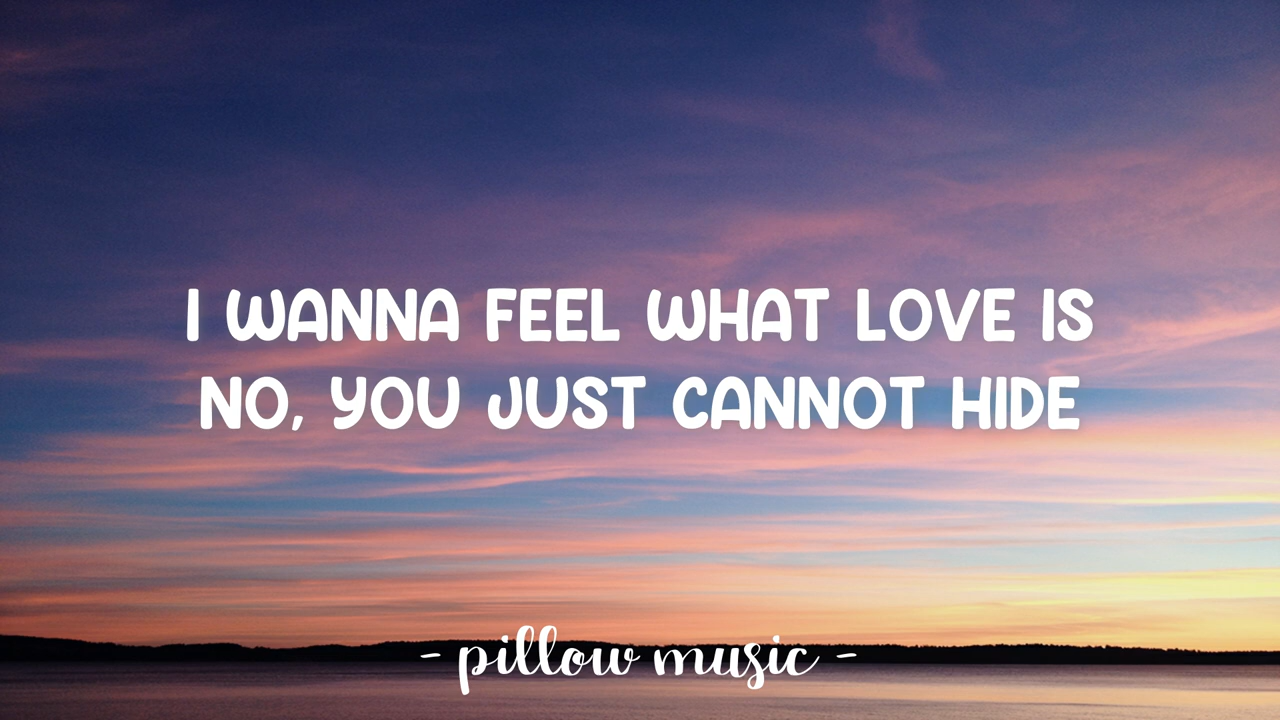 I WANNA FEEL WHAT LOVE IS
NO, YOU JUST CANNOT HIDE
- pillow music -